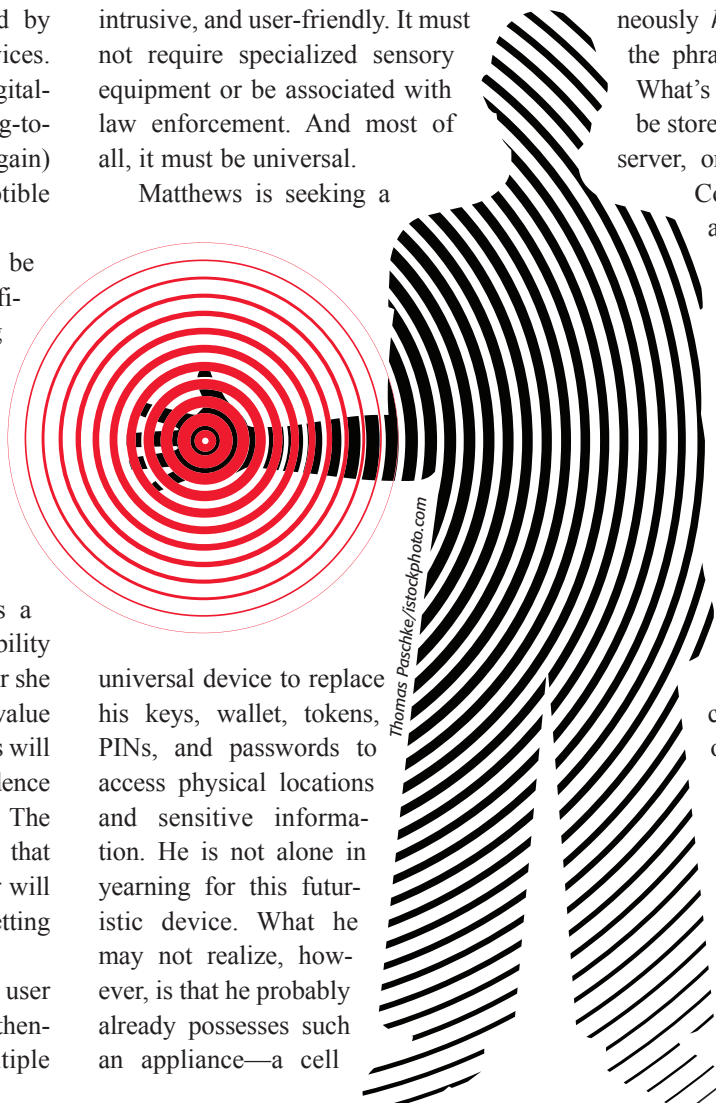 d by
ices.
gital-
g-to-
gain)
tible
be
fi-
g
s a
bility
r she
value
s will
dence
The
that
r will
etting
user
then-
tiple
intrusive, and user-friendly. It must
not require specialized sensory
equipment or be associated with
law enforcement. And most of
all, it must be universal.
Matthews is seeking a
universal device to replace
his keys, wallet, tokens,
PINs, and passwords to
access physical locations
and sensitive informa-
tion. He is not alone in
yearning for this futur-
istic device. What he
may not realize, how-
ever, is that he probably
already possesses such
an appliance—a cell
Thomas Paschke/istockphoto.com
neously
the phra
What's
be store
server, o
C
a
c
o